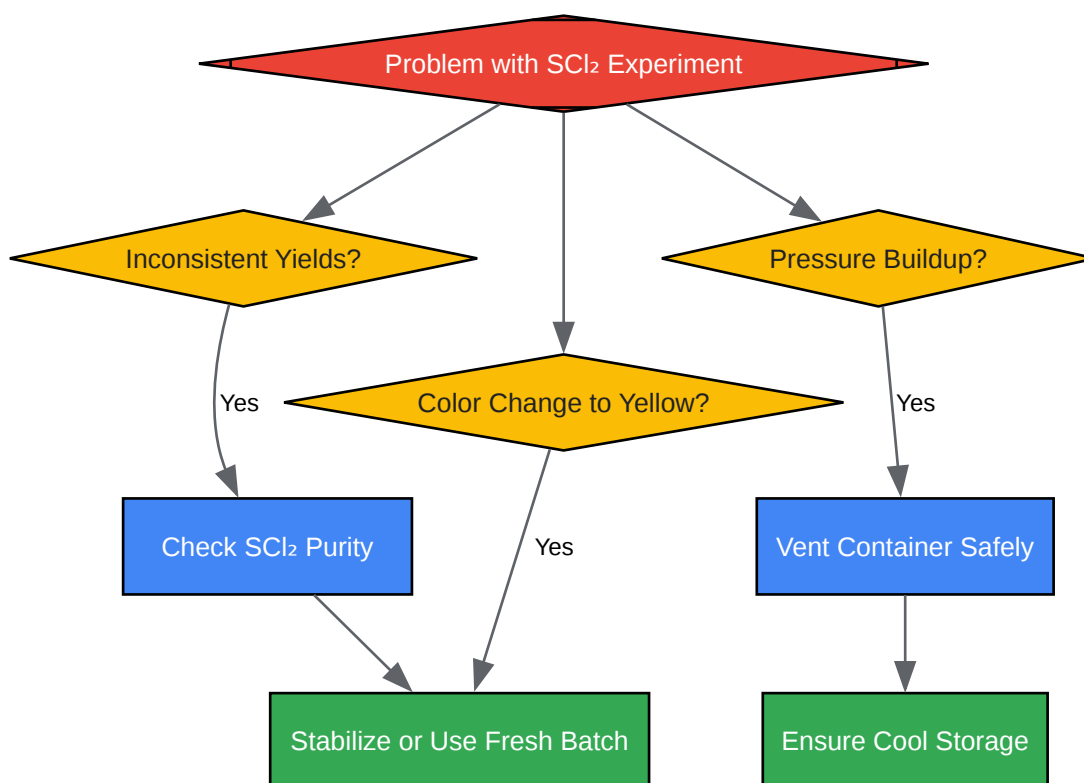 Problem with SCl₂ Experiment
Inconsistent Yields?
Pressure Buildup?
Color Change to Yellow?
Yes
Yes
Yes
Check SCl₂ Purity
Vent Container Safely
Stabilize or Use Fresh Batch
Ensure Cool Storage